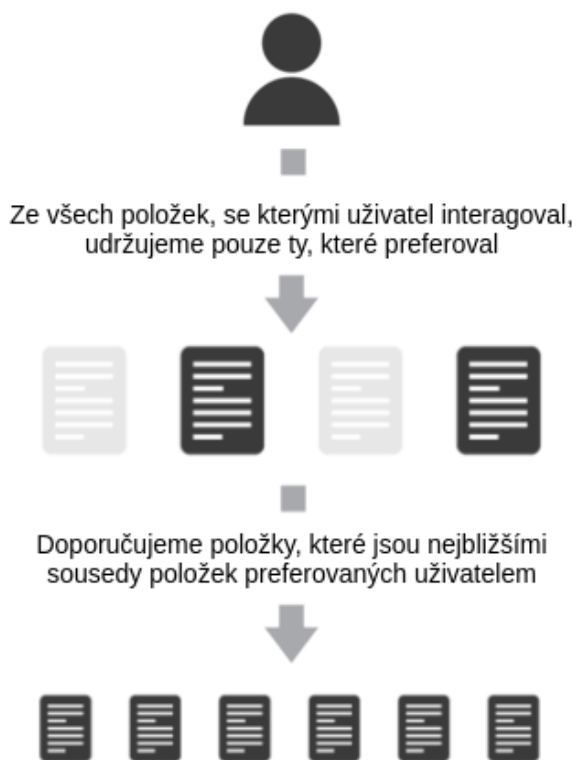 Ze všech položek, se kterými uživatel interagoval,
udržujeme pouze ty, které preferoval
Doporučujeme položky, které jsou nejbližšími
sousedy položek preferovaných uživatelem